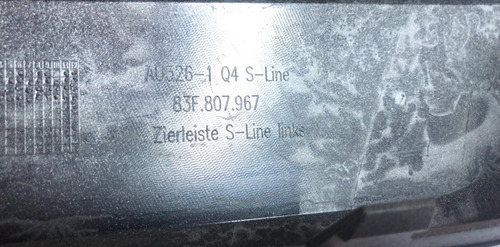 AU326-1 Q4 S-Line
83F.807.967
Zierleiste S-Line links